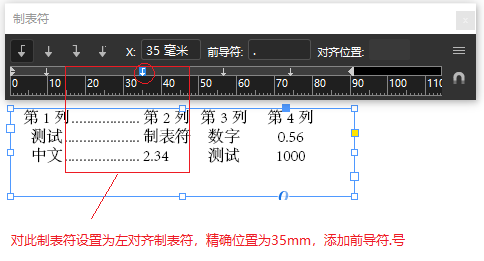 制表符
X: 35 毫米 前导符: . 对齐位置:
0 10 20 30 40 50 60 70 80 90 100 110
第 1 列 ............... 第 2 列 第 3 列 第 4 列
测试 ............... 制表符 数字 0.56
中文 ............... 2.34 测试 1000
对此制表符设置为左对齐制表符，精确位置为35mm，添加前导符.号